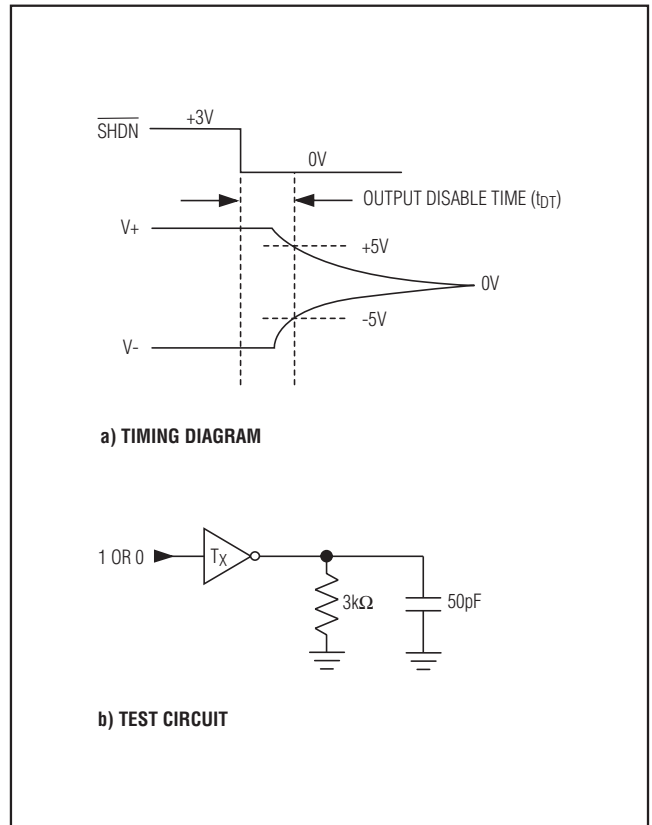 SHDN
+3V
0V
OUTPUT DISABLE TIME (tDT)
V+
+5V
0V
-5V
V-
a) TIMING DIAGRAM
1 OR 0
TX
3kΩ
50pF
b) TEST CIRCUIT